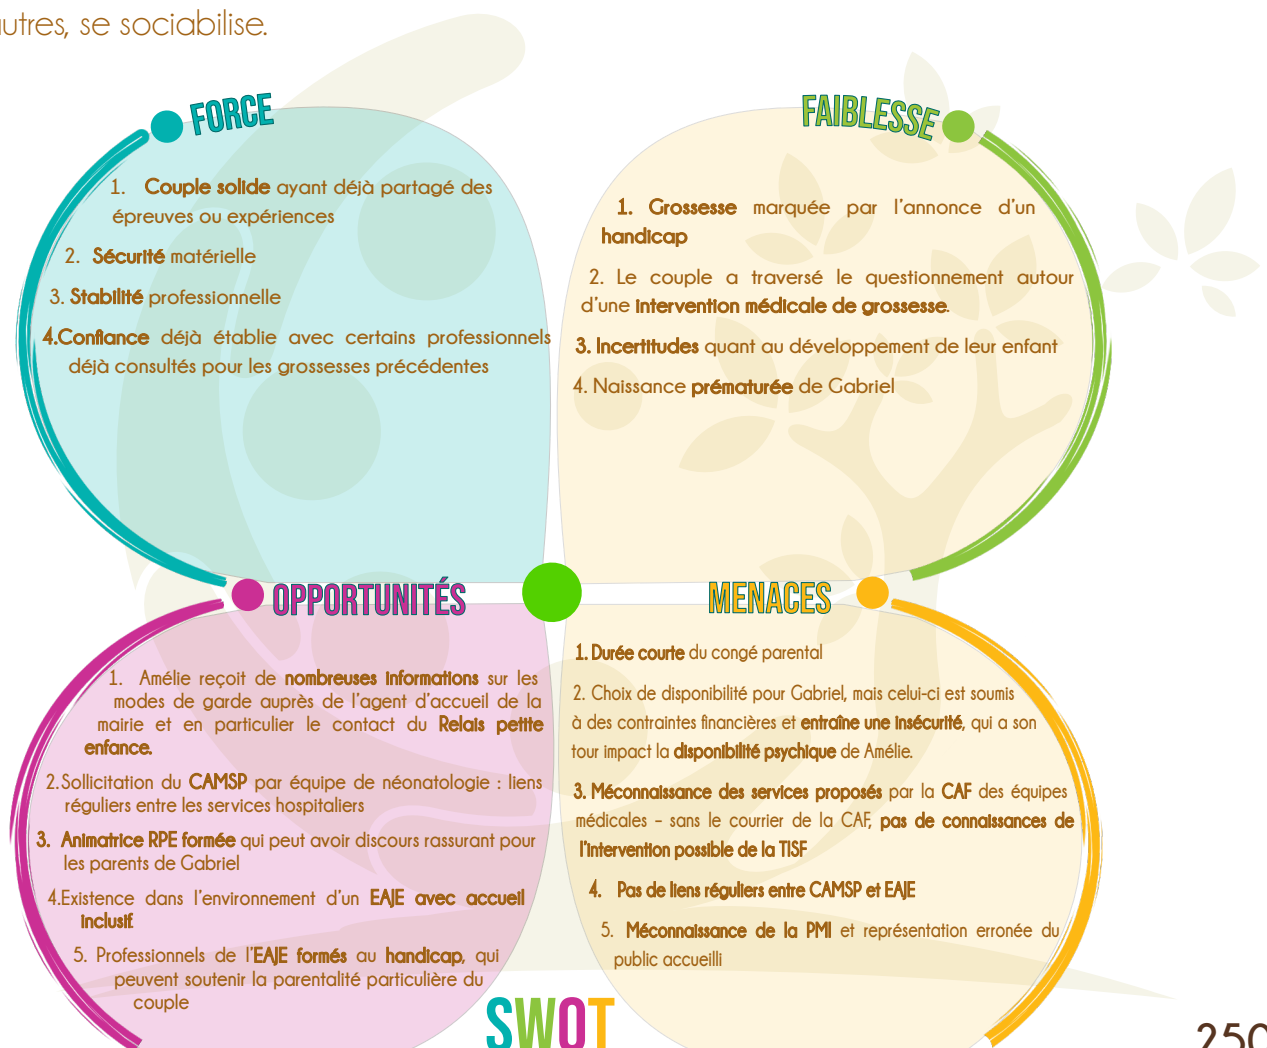 autres, se sociabilise.
FORCE
1. Couple solide ayant déjà partagé des
épreuves ou expériences
2. Sécurité matérielle
3. Stabilité professionnelle
4.Confiance déjà établie avec certains professionnels
déjà consultés pour les grossesses précédentes
FAIBLESSE
1. Grossesse marquée par l'annonce d'un
handicap
2. Le couple a traversé le questionnement autour
d'une intervention médicale de grossesse.
3. Incertitudes quant au développement de leur enfant
4. Naissance prématurée de Gabriel
OPPORTUNITÉS
1. Amélie reçoit de nombreuses informations sur les
modes de garde auprès de l'agent d'accueil de la
mairie et en particulier le contact du Relais petite
enfance.
2.Sollicitation du CAMSP par équipe de néonatologie : liens
réguliers entre les services hospitaliers
3. Animatrice RPE formée qui peut avoir discours rassurant pour
les parents de Gabriel
4.Existence dans l'environnement d'un EAJE avec accueil
inclusif.
5. Professionnels de l'EAJE formés au handicap, qui
peuvent soutenir la parentalité particulière du
couple
MENACES
1. Durée courte du congé parental
2. Choix de disponibilité pour Gabriel, mais celui-ci est soumis
à des contraintes financières et entraîne une insécurité, qui a son
tour impact la disponibilité psychique de Amélie.
3. Méconnaissance des services proposés par la CAF des équipes
médicales – sans le courrier de la CAF, pas de connaissances de
l'intervention possible de la TISF
4. Pas de liens réguliers entre CAMSP et EAJE
5. Méconnaissance de la PMI et représentation erronée du
public accueilli
SWOT
250